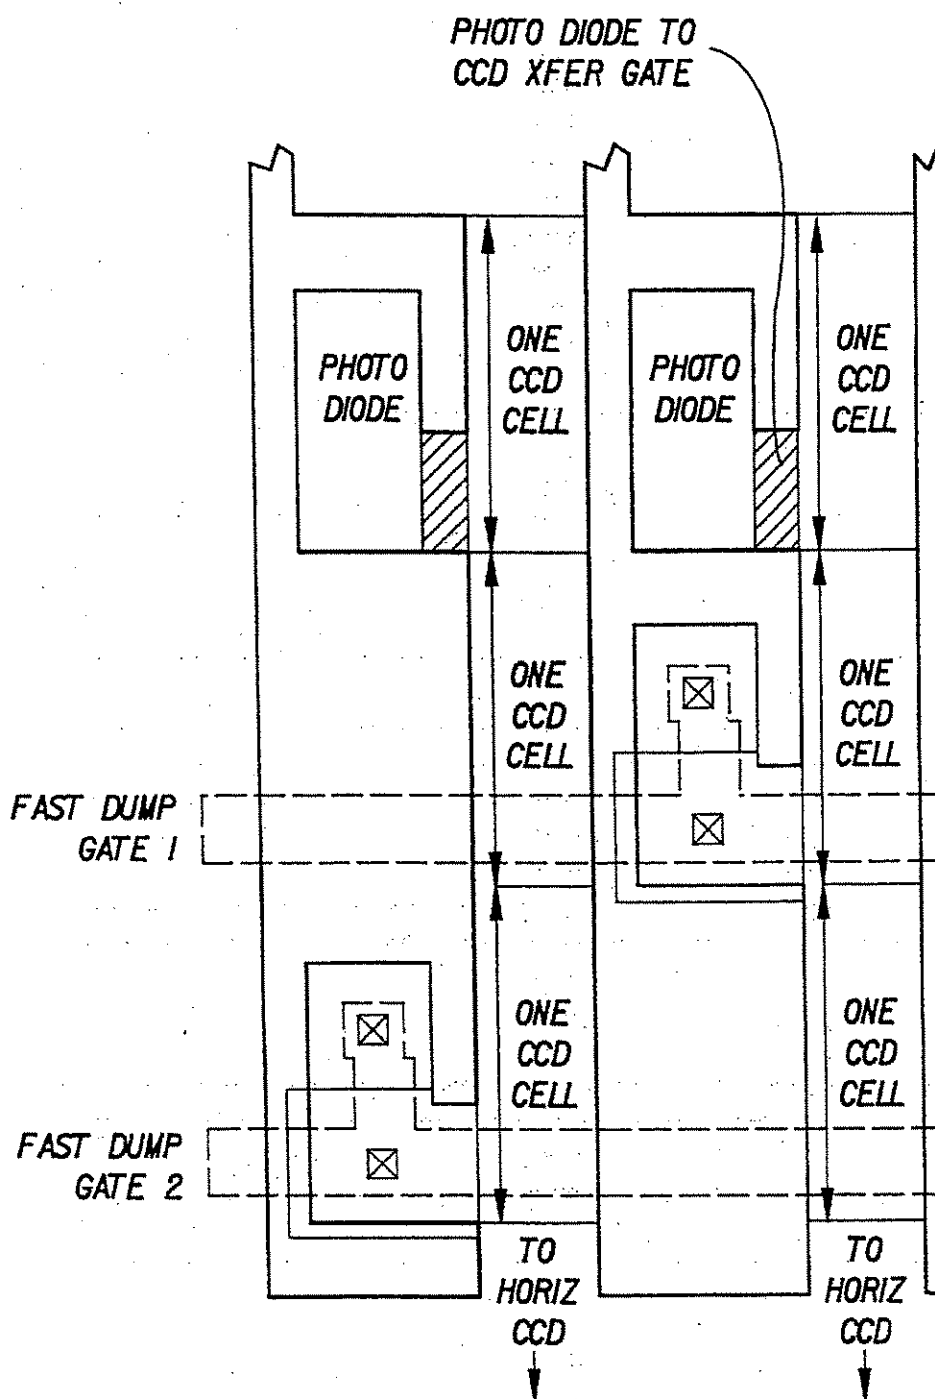 PHOTO DIODE TO
CCD XFER GATE
PHOTO
DIODE
ONE
CCD
CELL
PHOTO
DIODE
ONE
CCD
CELL
ONE
CCD
CELL
ONE
CCD
CELL
FAST DUMP
GATE 1
ONE
CCD
CELL
ONE
CCD
CELL
FAST DUMP
GATE 2
TO
HORIZ
CCD
TO
HORIZ
CCD